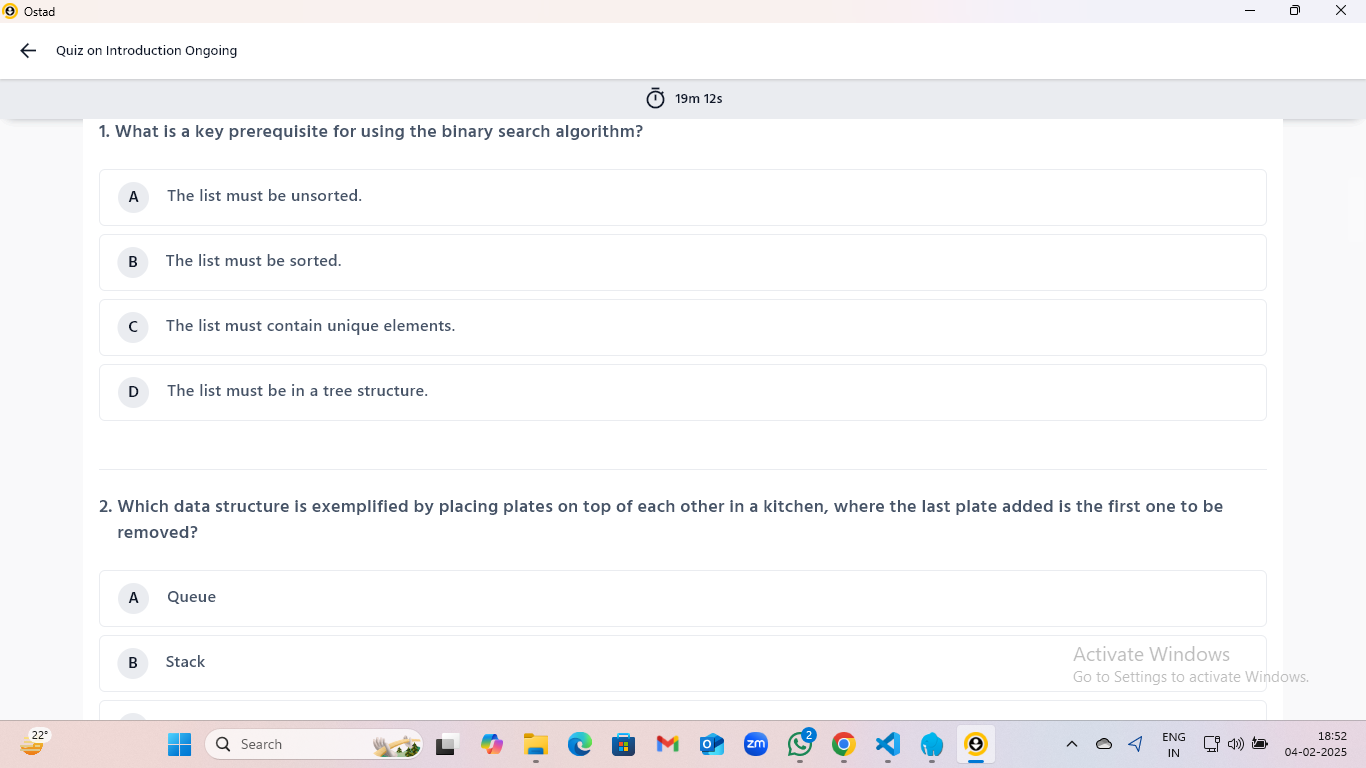 Ostad
Quiz on Introduction Ongoing
19m 12s
1. What is a key prerequisite for using the binary search algorithm?
A The list must be unsorted.
B The list must be sorted.
C The list must contain unique elements.
D The list must be in a tree structure.
2. Which data structure is exemplified by placing plates on top of each other in a kitchen, where the last plate added is the first one to be
removed?
A Queue
B Stack
Activate Windows
Go to Settings to activate Windows.
22°
Search
zm
2
ENG
IN
18:52
04-02-2025